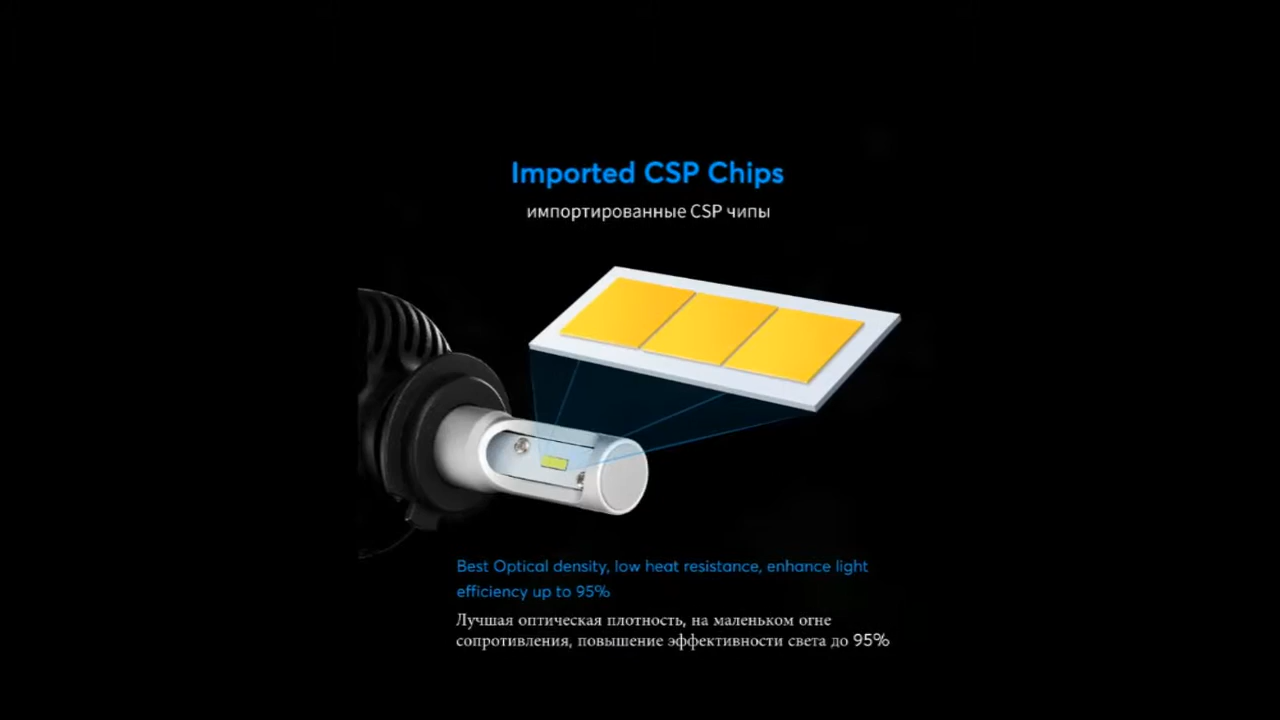 Imported CSP Chips
импортированные CSP чипы
Best Optical density, low heat resistance, enhance light
efficiency up to 95%
Лучшая оптическая плотность, на маленьком огне
сопротивления, повышение эффективности света до 95%